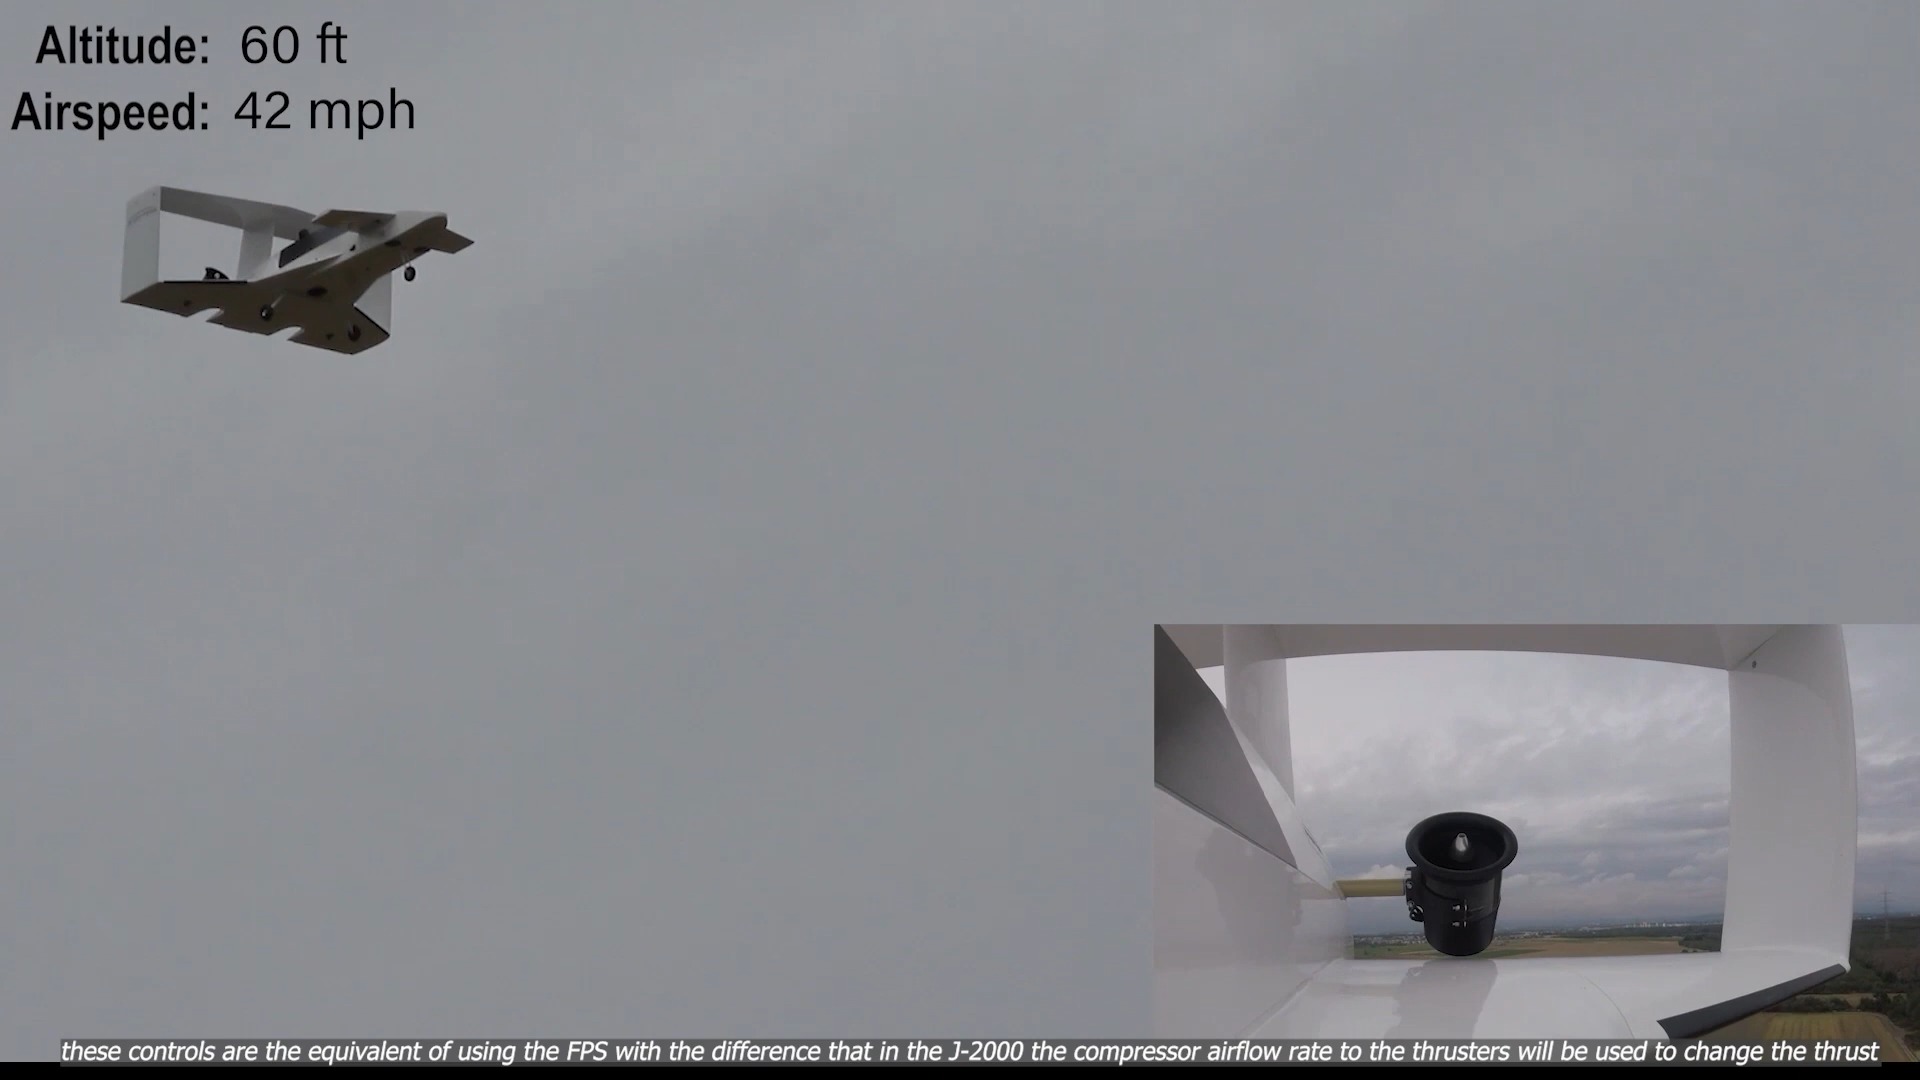 Altitude: 60 ft
Airspeed: 42 mph
these controls are the equivalent of using the FPS with the difference that in the J-2000 the compressor airflow rate to the thrusters will be used to change the thrust